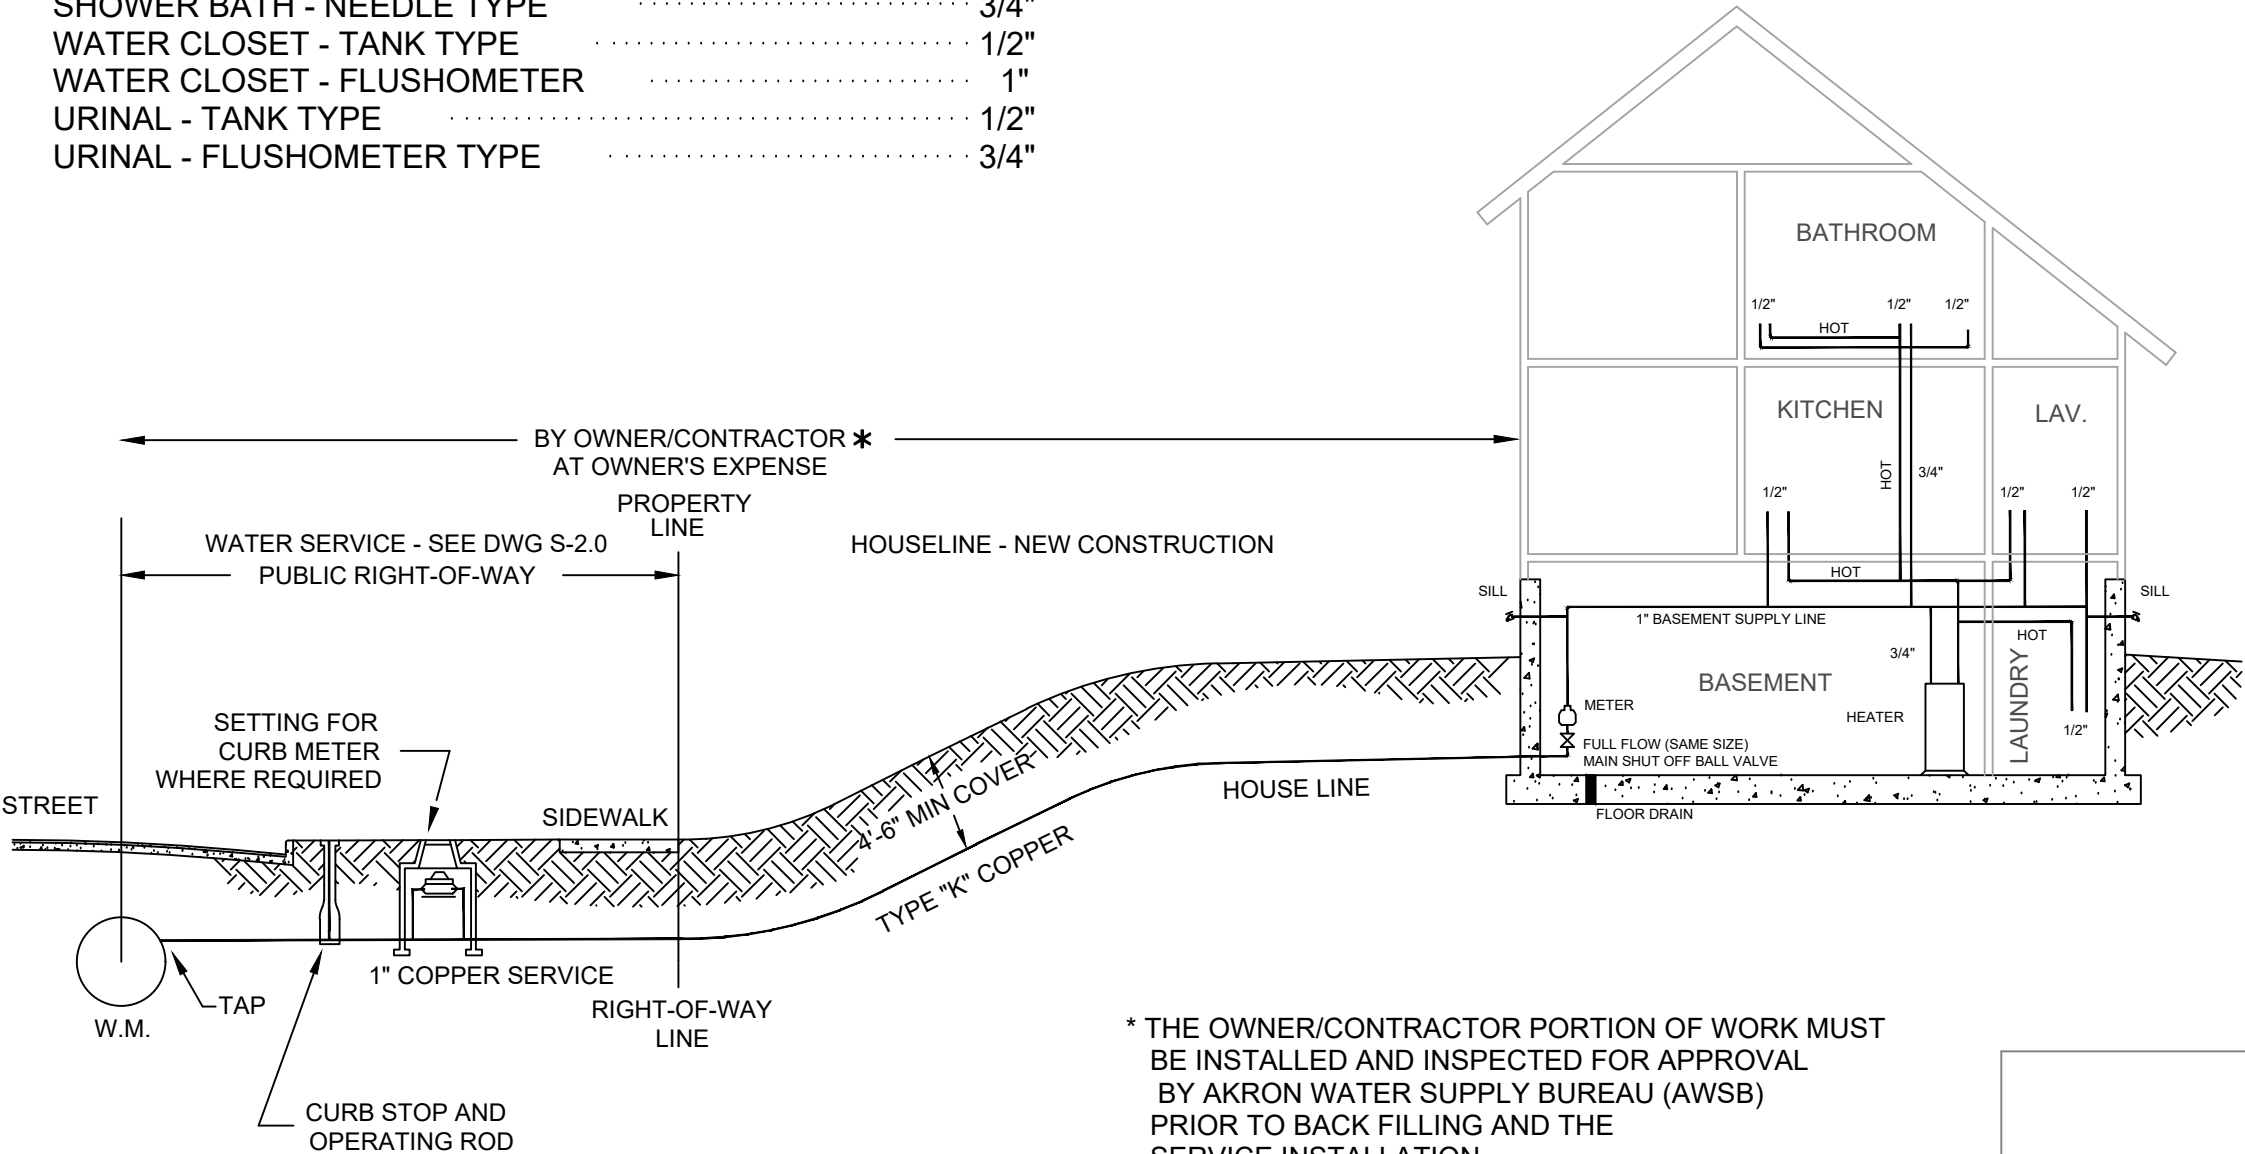 SHOWER BATH - NEEDLE TYPE 3/4"
WATER CLOSET - TANK TYPE 1/2"
WATER CLOSET - FLUSHOMETER 1"
URINAL - TANK TYPE 1/2"
URINAL - FLUSHOMETER TYPE 3/4"
BATHROOM
1/2" 1/2" 1/2"
HOT
KITCHEN
LAV.
BY OWNER/CONTRACTOR *
AT OWNER'S EXPENSE
HOT
3/4"
1/2" 1/2" 1/2"
PROPERTY
LINE
WATER SERVICE - SEE DWG S-2.0
PUBLIC RIGHT-OF-WAY
HOUSELINE - NEW CONSTRUCTION
HOT
SILL
SILL
1" BASEMENT SUPPLY LINE
HOT
3/4"
BASEMENT
LAUNDRY
METER
HEATER
1/2"
FULL FLOW (SAME SIZE)
MAIN SHUT OFF BALL VALVE
FLOOR DRAIN
SETTING FOR
CURB METER
WHERE REQUIRED
STREET
SIDEWALK
4'-6" MIN COVER
HOUSE LINE
TYPE "K" COPPER
1" COPPER SERVICE
TAP
W.M.
RIGHT-OF-WAY
LINE
CURB STOP AND
OPERATING ROD
* THE OWNER/CONTRACTOR PORTION OF WORK MUST
BE INSTALLED AND INSPECTED FOR APPROVAL
BY AKRON WATER SUPPLY BUREAU (AWSB)
PRIOR TO BACK FILLING AND THE
SERVICE INSTALLATION